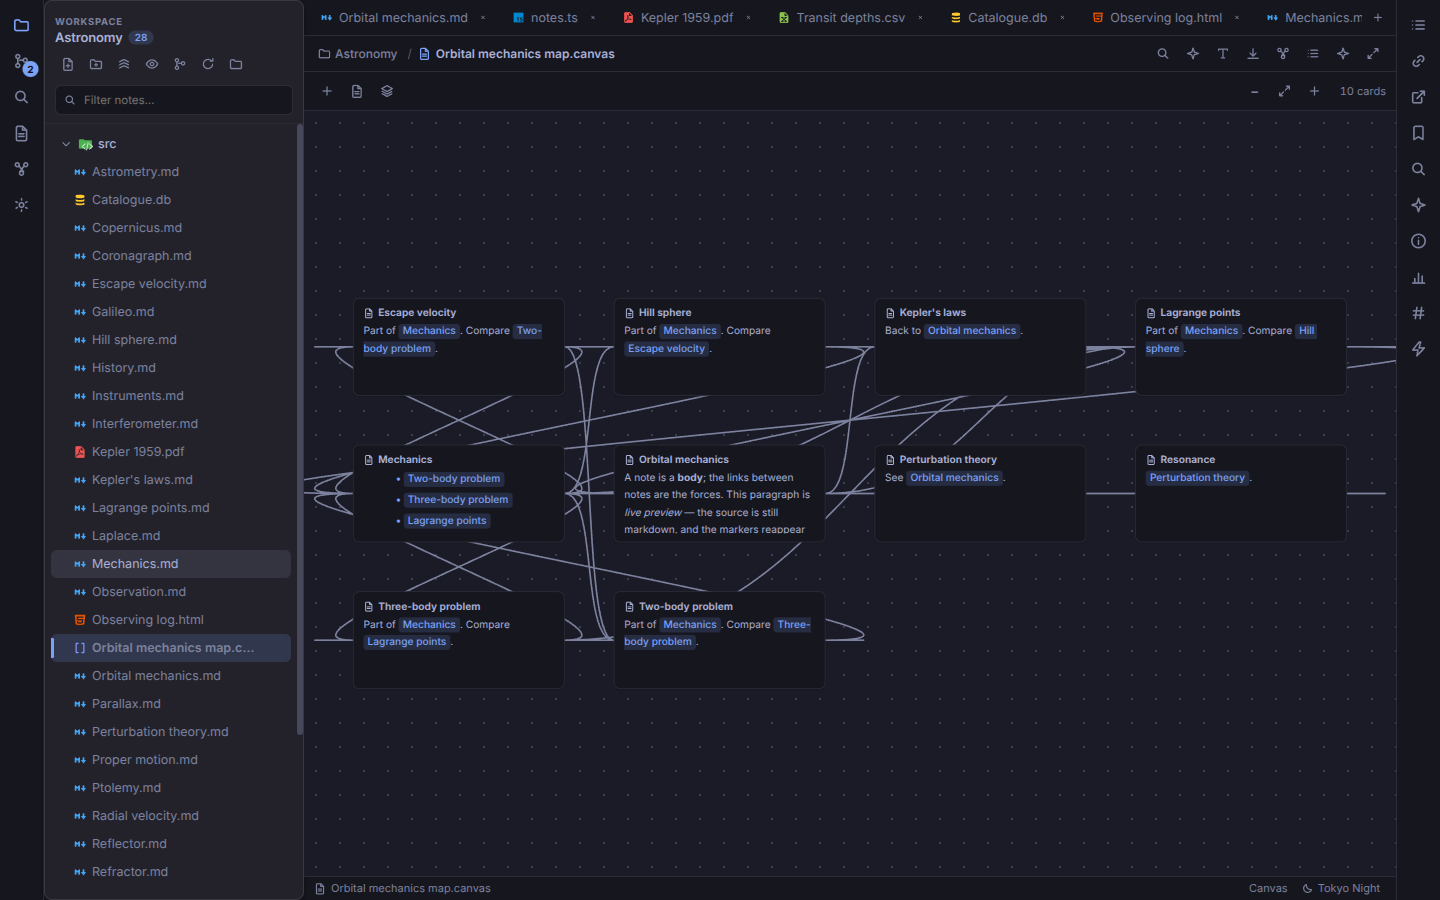 WORKSPACE
Astronomy 28
2
Filter notes...
src
Astrometry.md
Catalogue.db
Copernicus.md
Coronagraph.md
Escape velocity.md
Galileo.md
Hill sphere.md
History.md
Instruments.md
Interferometer.md
Kepler 1959.pdf
Kepler's laws.md
Lagrange points.md
Laplace.md
Mechanics.md
Observation.md
Observing log.html
Orbital mechanics map.c...
Orbital mechanics.md
Parallax.md
Perturbation theory.md
Proper motion.md
Ptolemy.md
Radial velocity.md
Reflector.md
Refractor.md
Orbital mechanics.md × notes.ts × Kepler 1959.pdf × Transit depths.csv × Catalogue.db × Observing log.html × Mechanics.m +
Astronomy / Orbital mechanics map.canvas
10 cards
Escape velocity
Part of Mechanics. Compare Two-
body problem.
Hill sphere
Part of Mechanics. Compare
Escape velocity.
Kepler's laws
Back to Orbital mechanics.
Lagrange points
Part of Mechanics. Compare Hill
sphere.
Mechanics
• Two-body problem
• Three-body problem
• Lagrange points
Orbital mechanics
A note is a body; the links between
notes are the forces. This paragraph is
live preview — the source is still
markdown, and the markers reappear
Perturbation theory
See Orbital mechanics.
Resonance
Perturbation theory.
Three-body problem
Part of Mechanics. Compare
Lagrange points.
Two-body problem
Part of Mechanics. Compare Three-
body problem.
Orbital mechanics map.canvas
Canvas
Tokyo Night